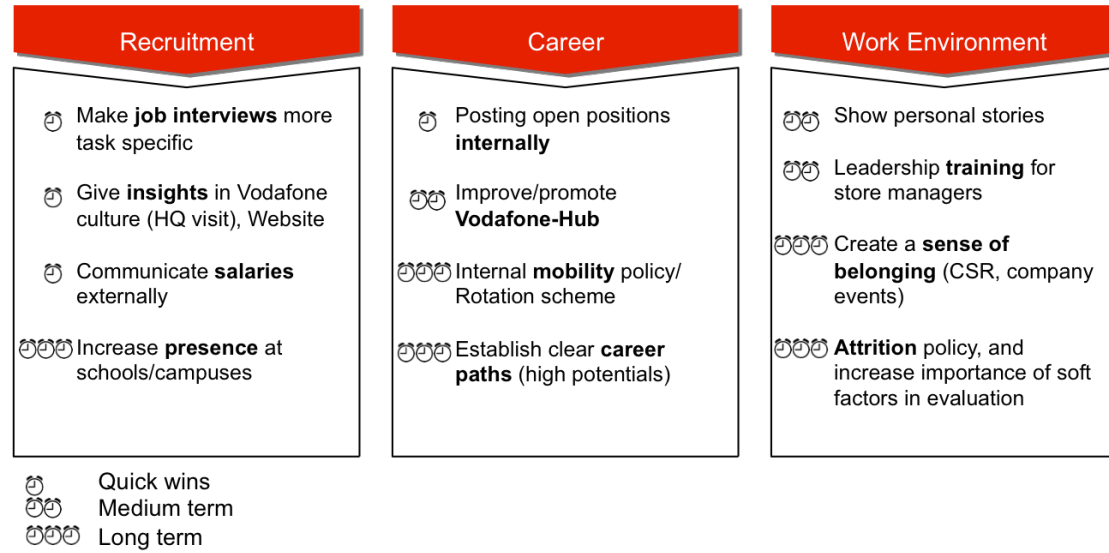 Recruitment
Make job interviews more
task specific
Give insights in Vodafone
culture (HQ visit), Website
Communicate salaries
externally
Increase presence at
schools/campuses
Career
Posting open positions
internally
Improve/promote
Vodafone-Hub
Internal mobility policy/
Rotation scheme
Establish clear career
paths (high potentials)
Work Environment
Show personal stories
Leadership training for
store managers
Create a sense of
belonging (CSR, company
events)
Attrition policy, and
increase importance of soft
factors in evaluation
Quick wins
Medium term
Long term